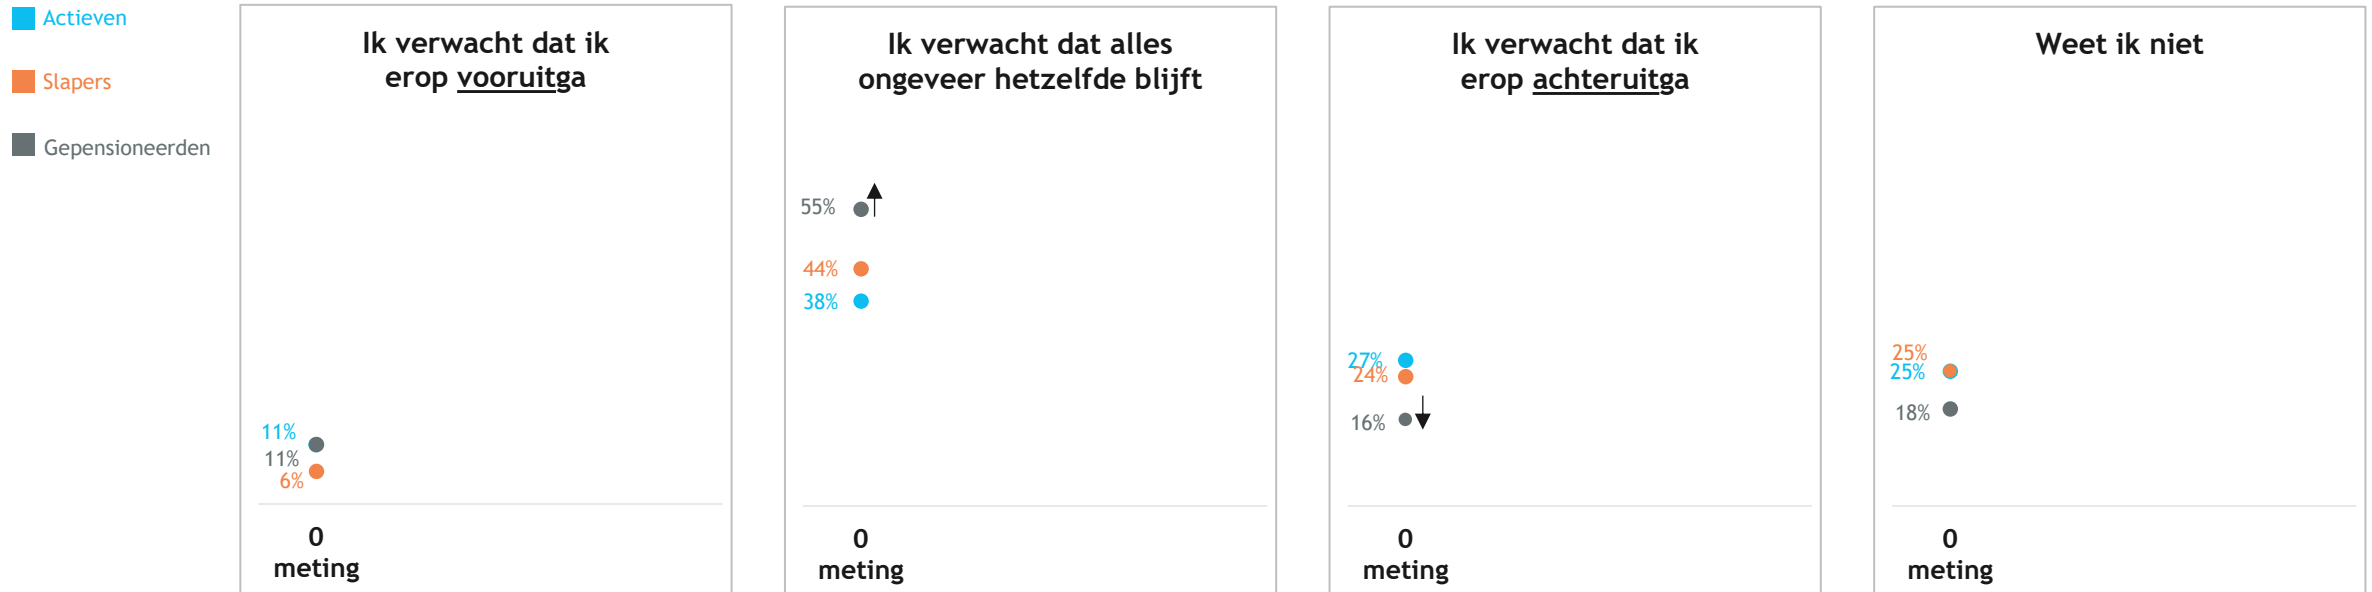 Actieven
Slapers
Gepensioneerden
Ik verwacht dat ik
erop vooruitga
11%
11%
6%
0
meting
Ik verwacht dat alles
ongeveer hetzelfde blijft
55%
44%
38%
0
meting
Ik verwacht dat ik
erop achteruitga
27%
24%
16%
0
meting
Weet ik niet
25%
25%
18%
0
meting